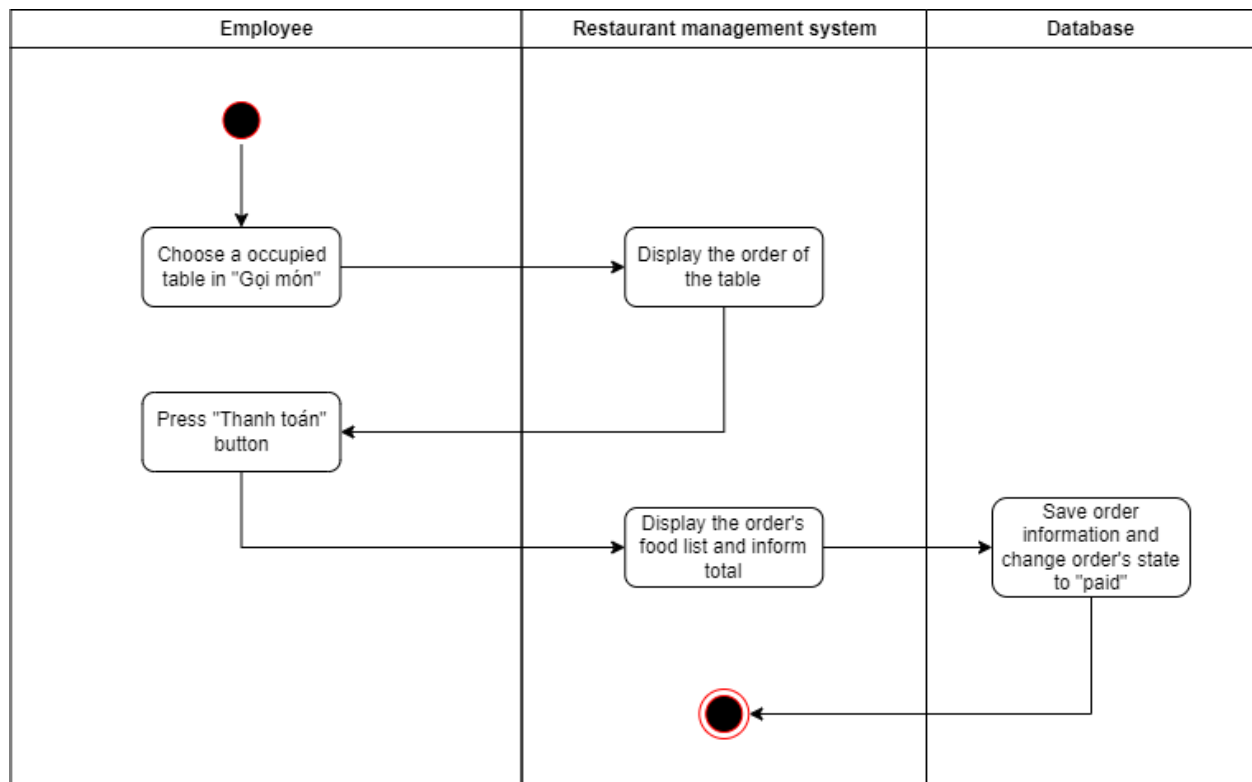 Employee
Restaurant management system
Database
Choose a occupied
table in "Gọi món"
Display the order of
the table
Press "Thanh toán"
button
Display the order's
food list and inform
total
Save order
information and
change order's state
to "paid"